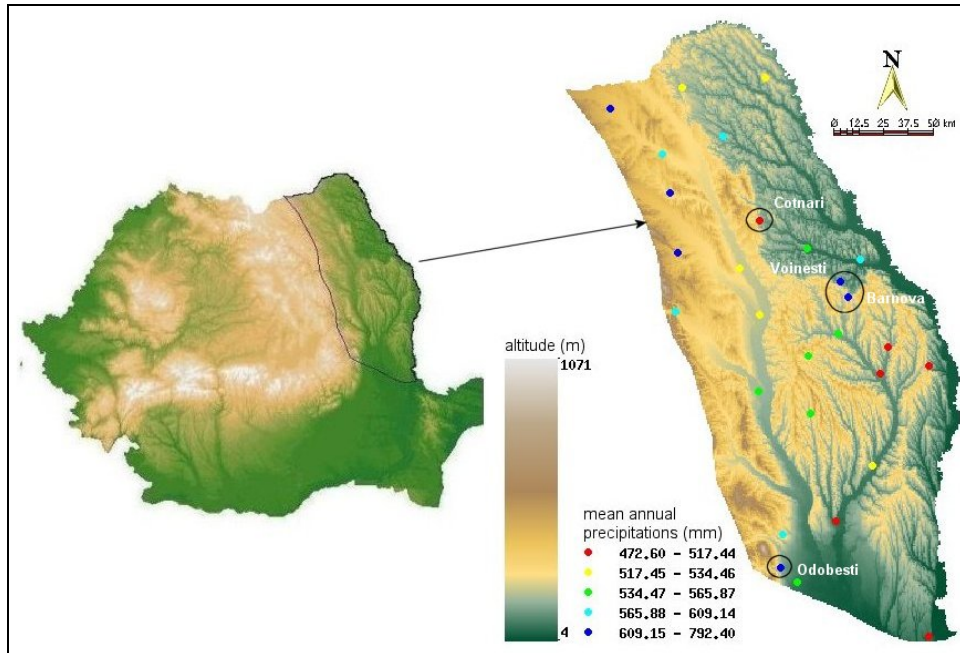 N
0 12.5 25 37.5 50 km
Cotnari
Voinesti
Barnova
altitude (m)
1071
4
mean annual
precipitations (mm)
472.60 - 517.44
517.45 - 534.46
534.47 - 565.87
565.88 - 609.14
609.15 - 792.40
Odobesti